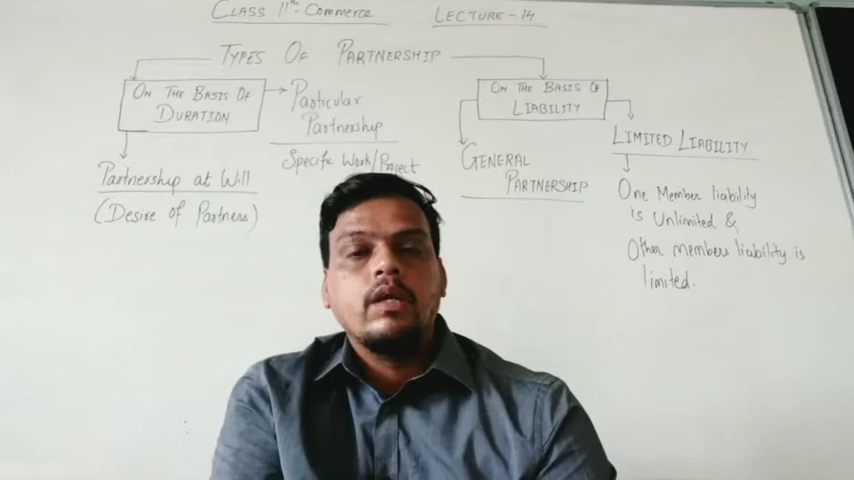 CLASS 11TH - COMMERCE LECTURE - 14
TYPES OF PARTNERSHIP
ON THE BASIS OF
DURATION
Particular
Partnership
Specific Work/Project
Partnership at Will
(Desire of Partners)
ON THE BASIS OF
LIABILITY
GENERAL
PARTNERSHIP
LIMITED LIABILITY
One Member liability
is Unlimited &
Other members liability is
limited.